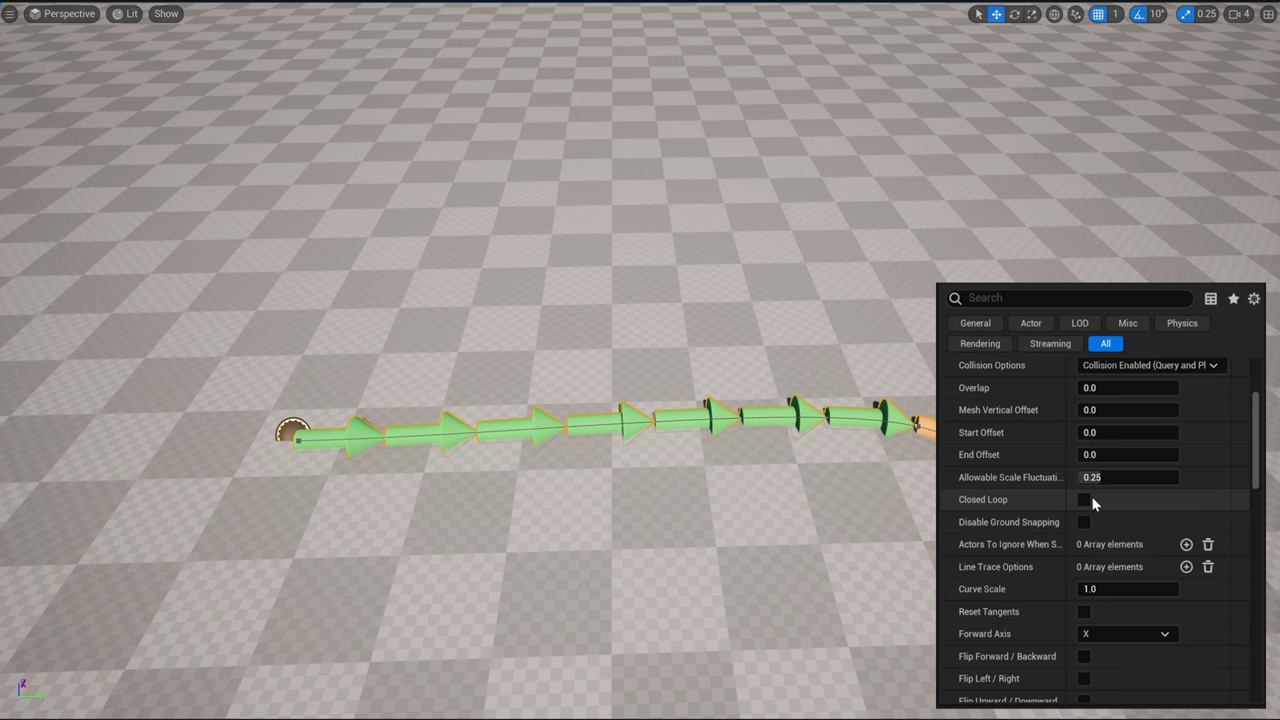 Perspective Lit Show 1 10° 0.25 4
Search
General Actor LOD Misc Physics
Rendering Streaming All
Collision Options Collision Enabled (Query and Pl
Overlap 0.0
Mesh Vertical Offset 0.0
Start Offset 0.0
End Offset 0.0
Allowable Scale Fluctuati... 0.25
Closed Loop
Disable Ground Snapping
Actors To Ignore When S... 0 Array elements
Line Trace Options 0 Array elements
Curve Scale 1.0
Reset Tangents
Forward Axis X
Flip Forward / Backward
Flip Left / Right
Flip Upward / Downward